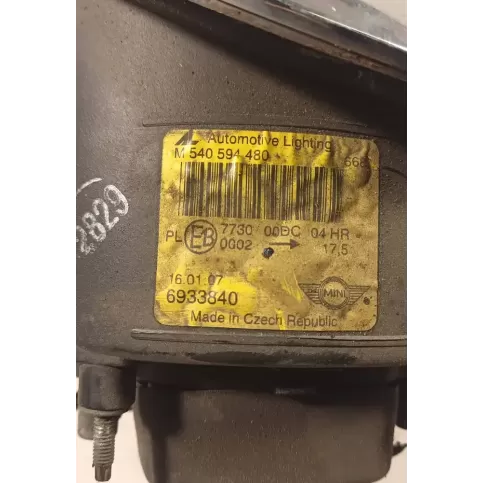 Automotive Lighting
M 540 594 480
PL E8 7730 00DC 04 HR
0002 → 17,5
16.01.07
6933840
MINI
Made in Czech Republic
2829